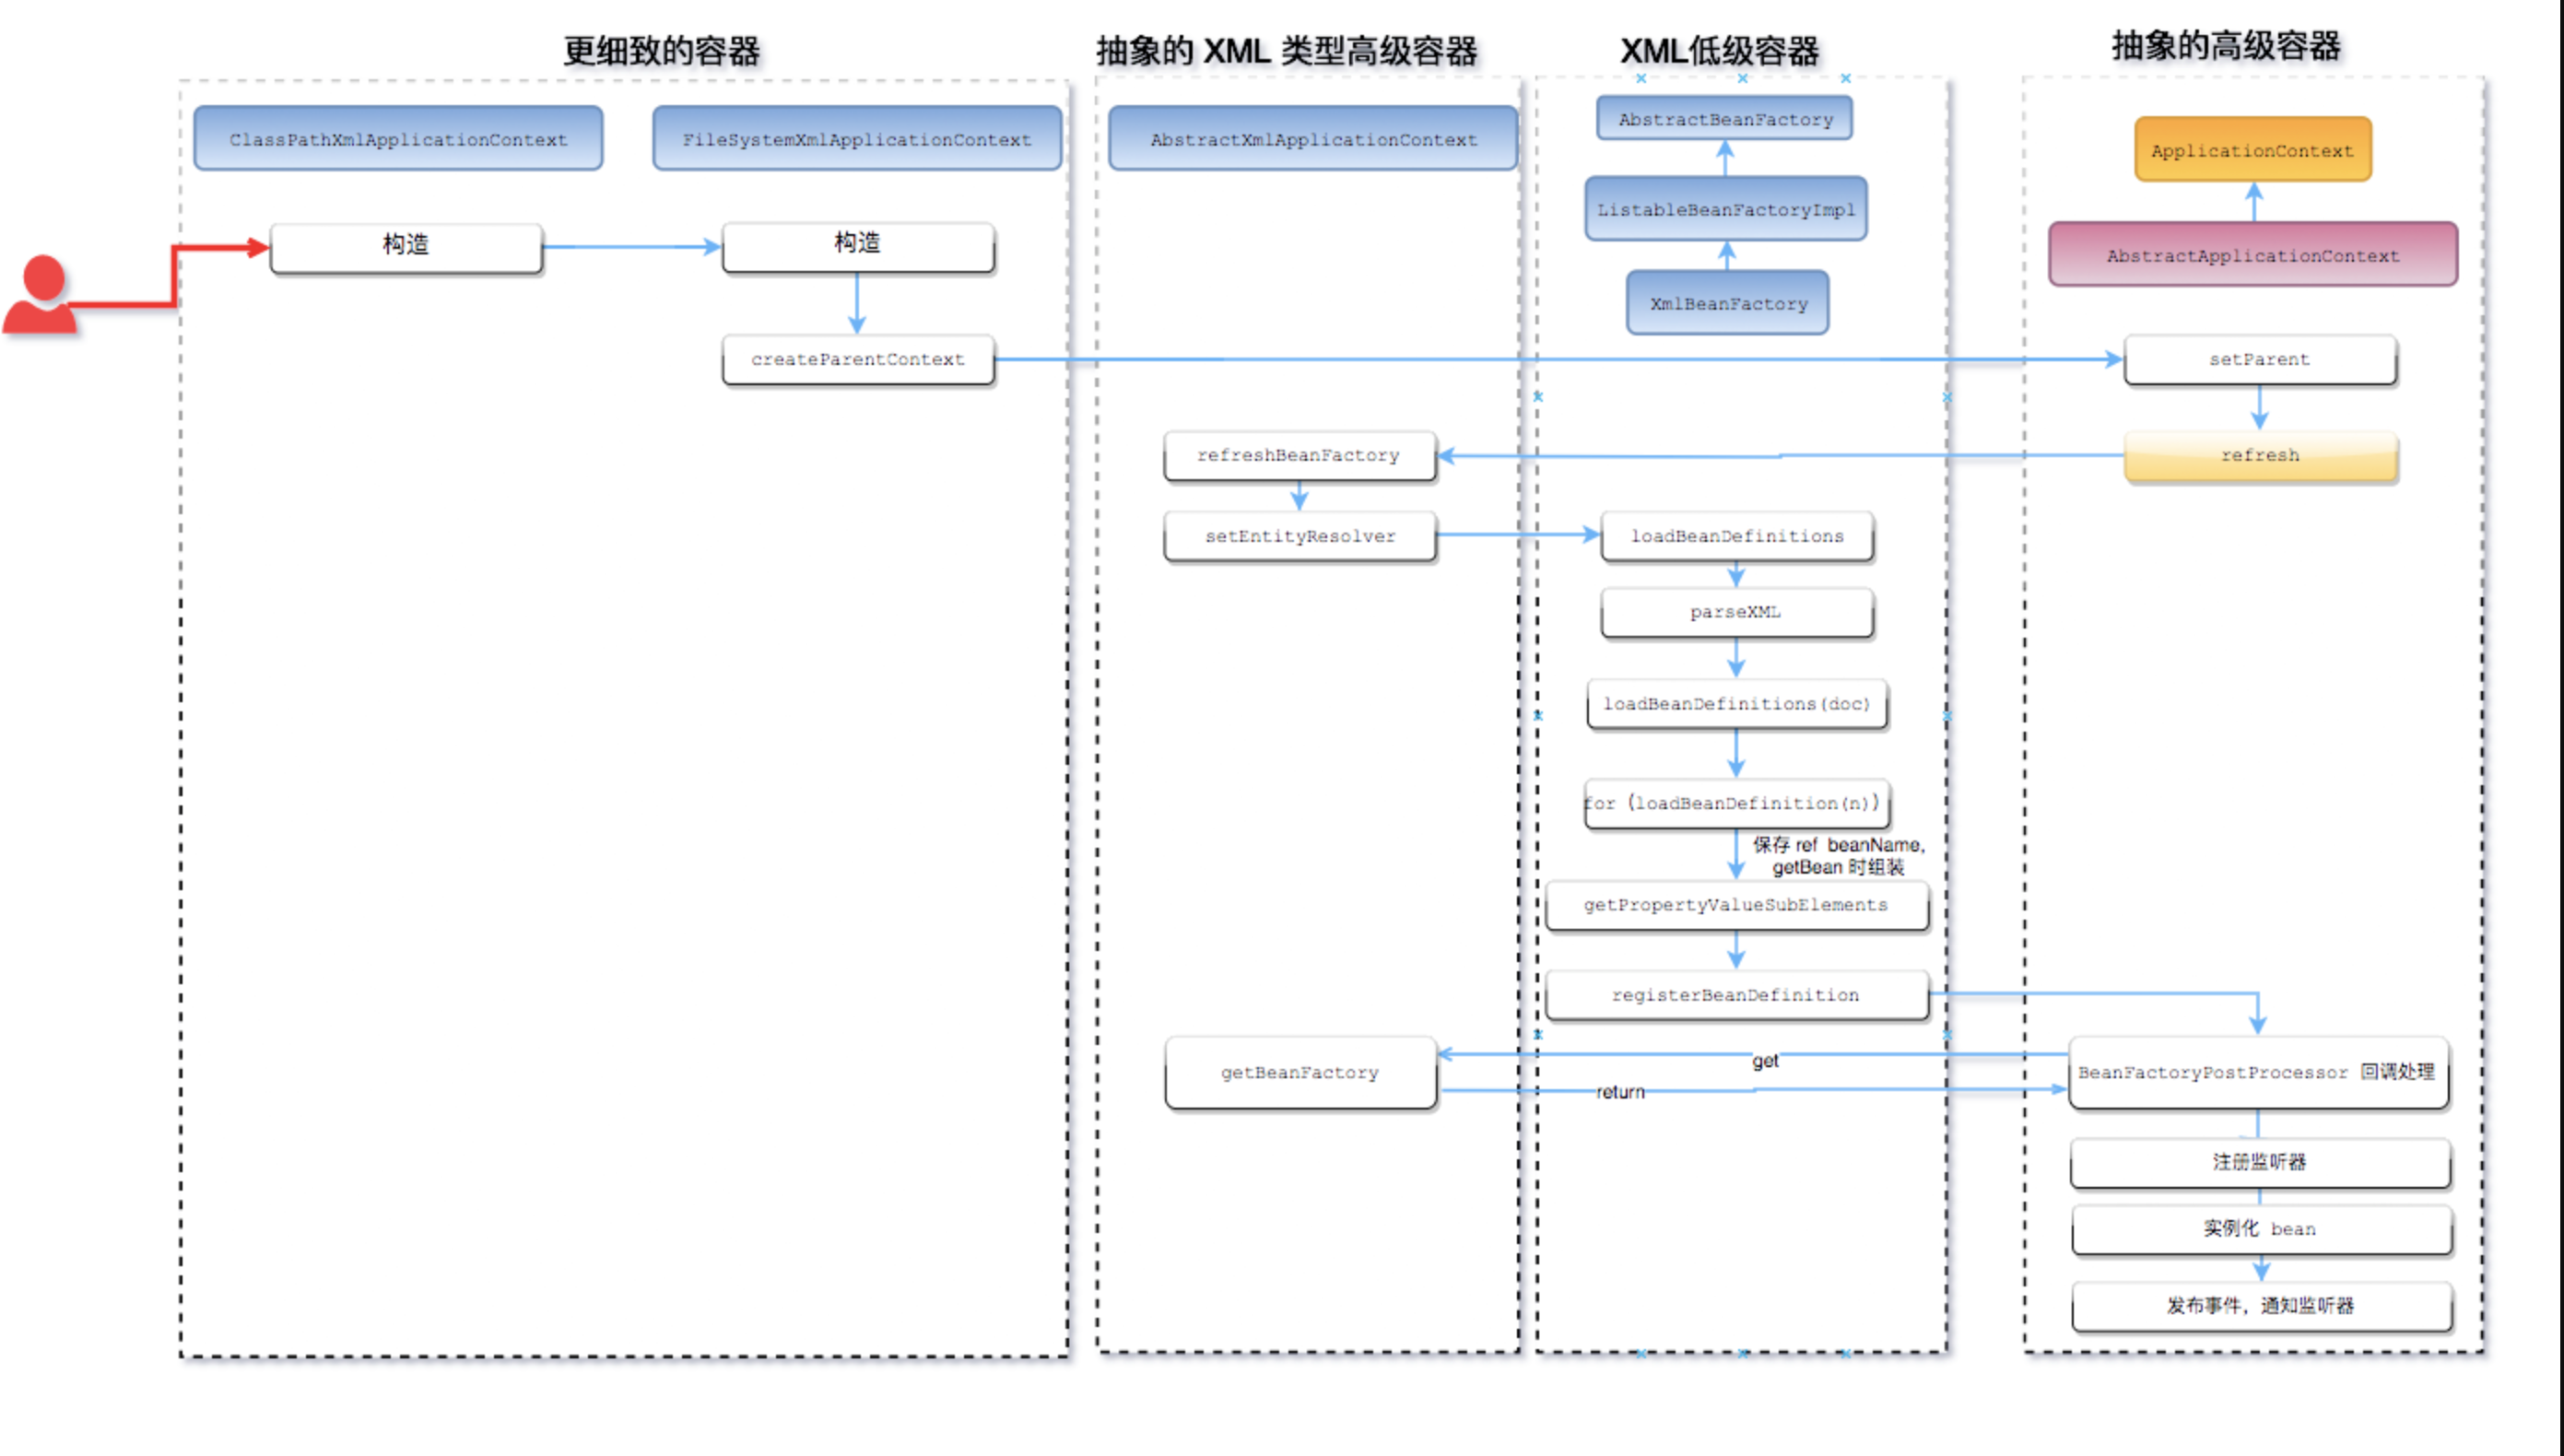 更细致的容器
ClassPathXmlApplicationContext
FileSystemXmlApplicationContext
构造
构造
createParentContext
抽象的 XML 类型高级容器
AbstractXmlApplicationContext
refreshBeanFactory
setEntityResolver
getBeanFactory
XML低级容器
AbstractBeanFactory
ListableBeanFactoryImpl
XmlBeanFactory
loadBeanDefinitions
parseXML
loadBeanDefinitions(doc)
for（loadBeanDefinition(n)）
保存 ref beanName,
getBean 时组装
getPropertyValueSubElements
registerBeanDefinition
get
return
抽象的高级容器
ApplicationContext
AbstractApplicationContext
setParent
refresh
BeanFactoryPostProcessor 回调处理
注册监听器
实例化 bean
发布事件，通知监听器